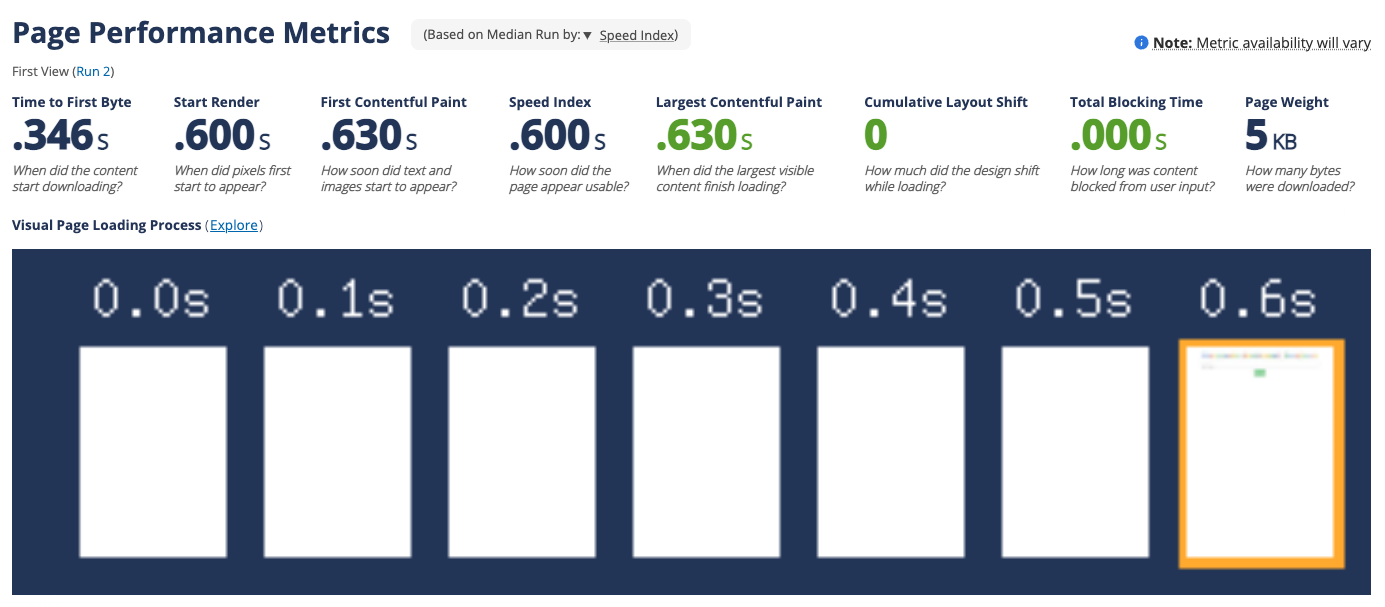 Page Performance Metrics (Based on Median Run by: ▼ Speed Index)
Note: Metric availability will vary
First View (Run 2)
Time to First Byte
.346 S
When did the content
start downloading?
Start Render
.600 S
When did pixels first
start to appear?
First Contentful Paint
.630 S
How soon did text and
images start to appear?
Speed Index
.600 S
How soon did the
page appear usable?
Largest Contentful Paint
.630 S
When did the largest visible
content finish loading?
Cumulative Layout Shift
0
How much did the design shift
while loading?
Total Blocking Time
.000 S
How long was content
blocked from user input?
Page Weight
5 KB
How many bytes
were downloaded?
Visual Page Loading Process (Explore)
0.0s 0.1s 0.2s 0.3s 0.4s 0.5s 0.6s